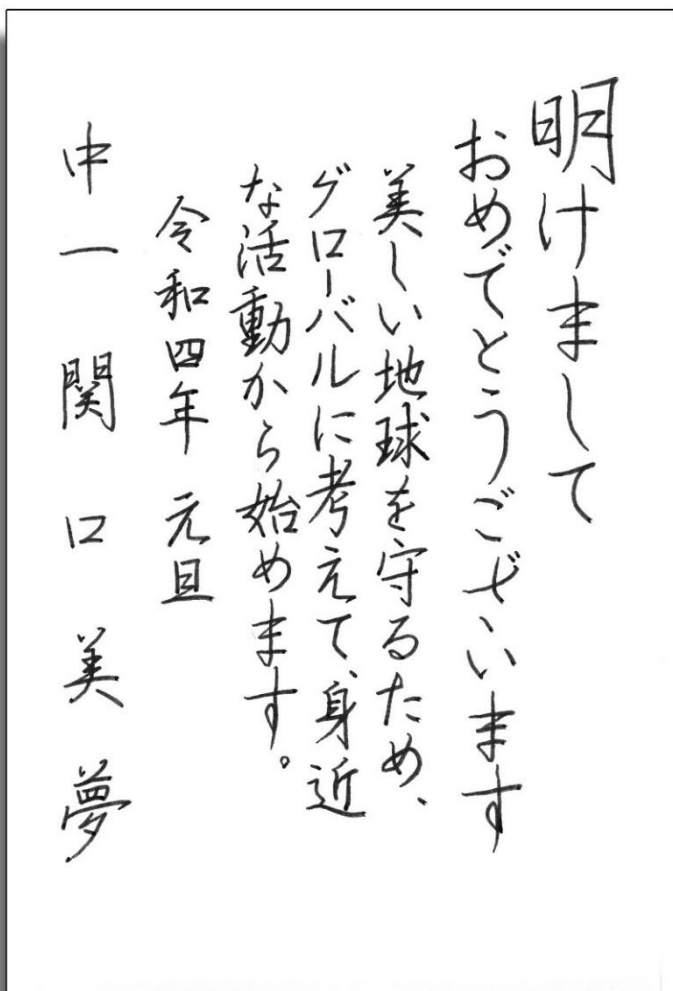 明けまして
おめでとうございます
美しい地球を守るため、
グローバルに考えて、身近
な活動から始めます。
令和四年 元旦
中一 関口美夢